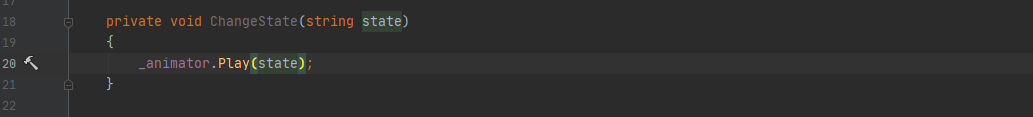 17
18 private void ChangeState(string state)
19 {
20 _animator.Play(state);
21 }
22